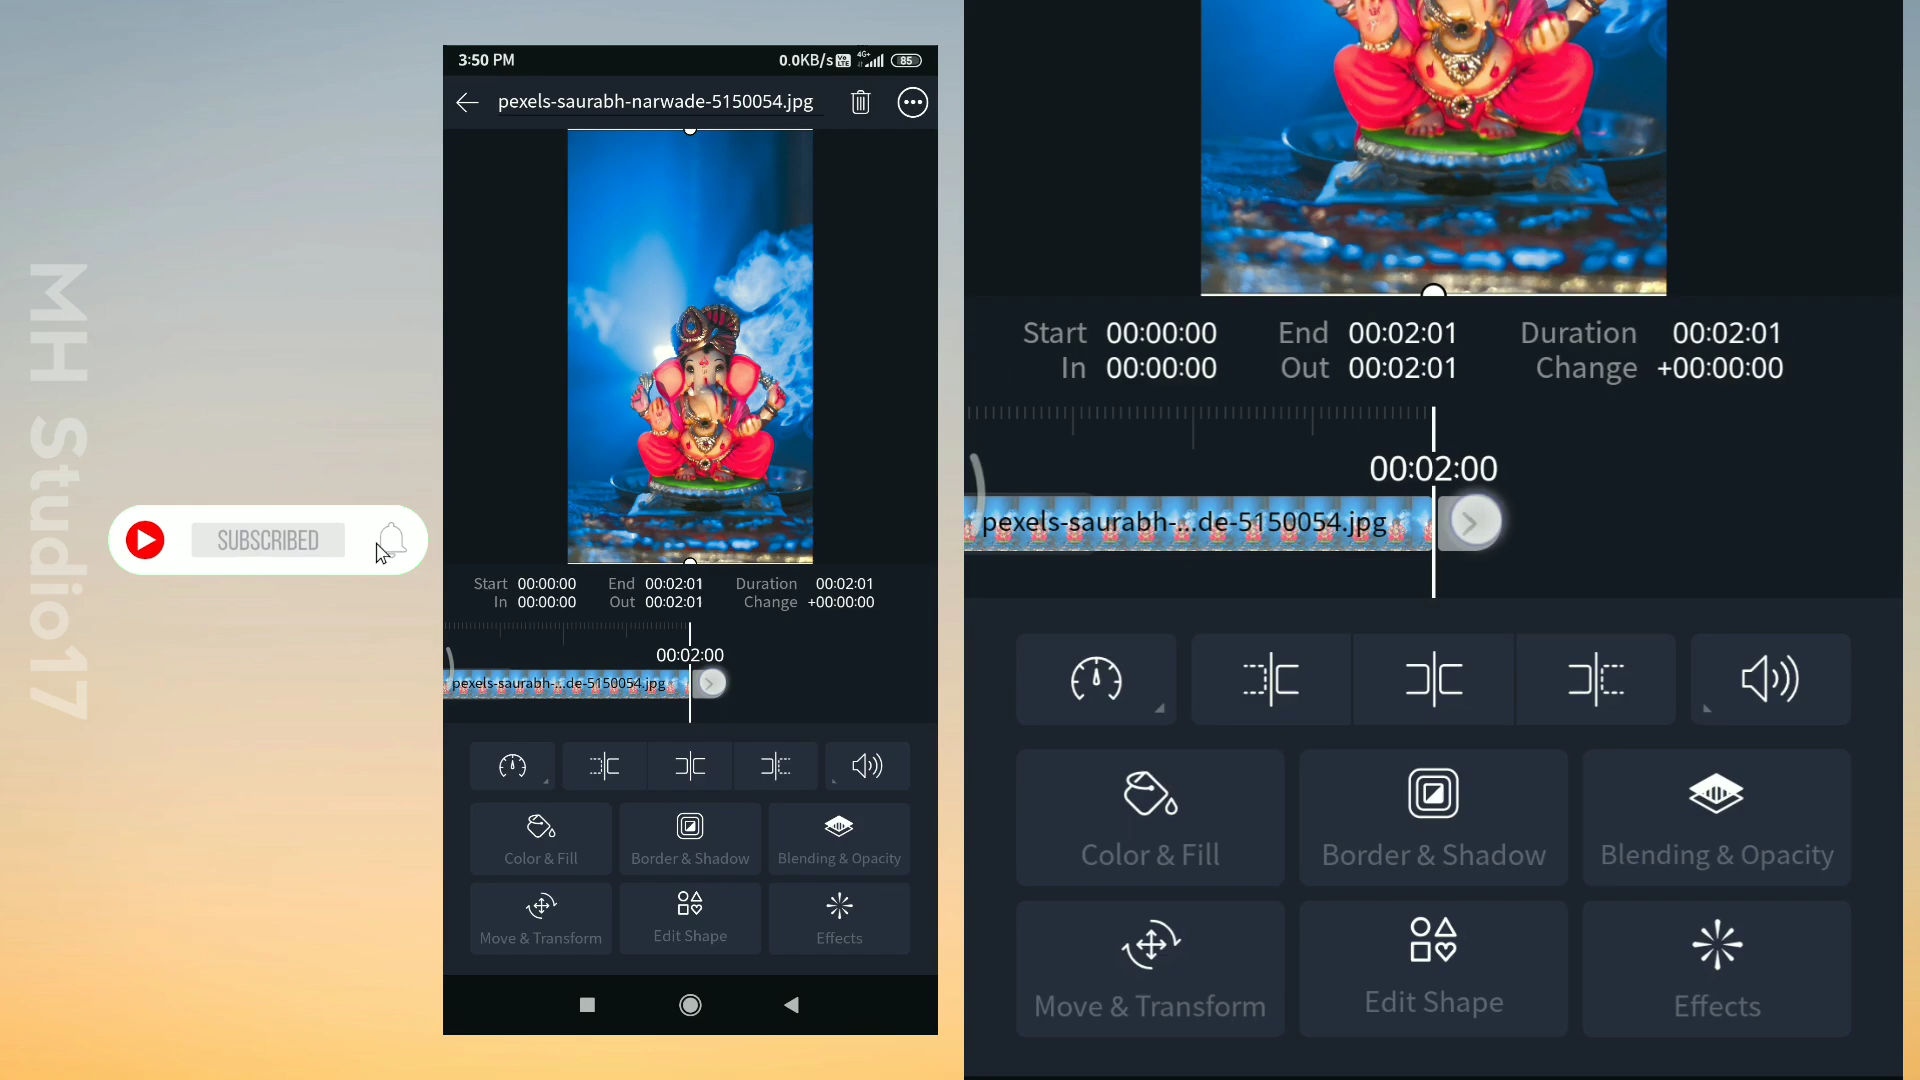 MH Studio17
SUBSCRIBED
3:50 PM
0.0KB/s Vo LTE 4G+ 85
pexels-saurabh-narwade-5150054.jpg
Start 00:00:00 End 00:02:01 Duration 00:02:01
In 00:00:00 Out 00:02:01 Change +00:00:00
00:02:00
pexels-saurabh-...de-5150054.jpg
Color & Fill
Border & Shadow
Blending & Opacity
Move & Transform
Edit Shape
Effects
Start 00:00:00 End 00:02:01 Duration 00:02:01
In 00:00:00 Out 00:02:01 Change +00:00:00
00:02:00
pexels-saurabh-...de-5150054.jpg
Color & Fill
Border & Shadow
Blending & Opacity
Move & Transform
Edit Shape
Effects